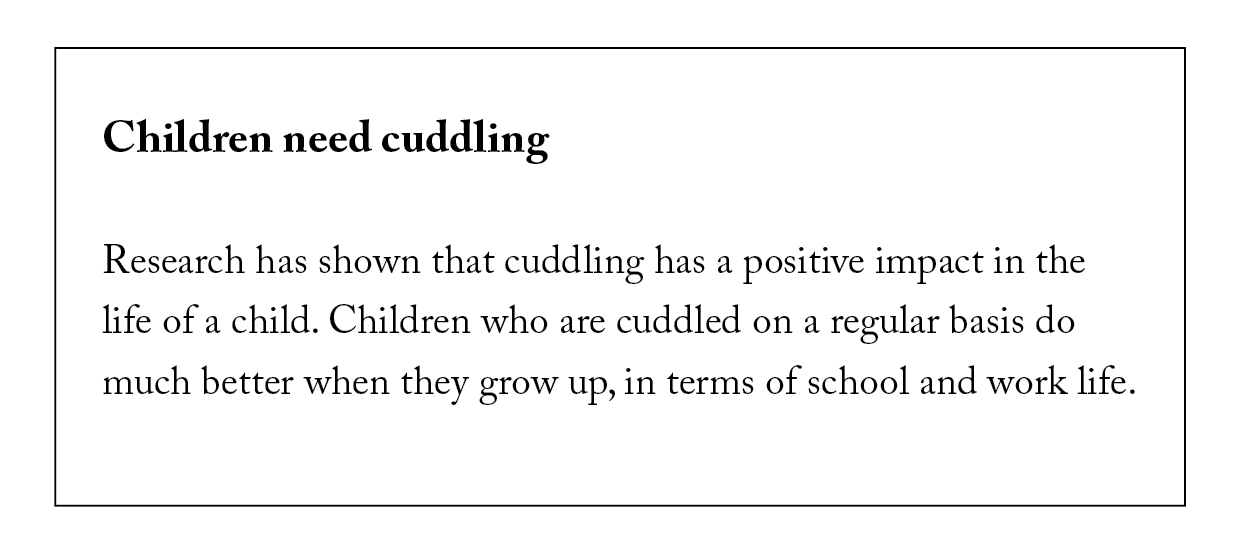 Children need cuddling
Research has shown that cuddling has a positive impact in the
life of a child. Children who are cuddled on a regular basis do
much better when they grow up, in terms of school and work life.